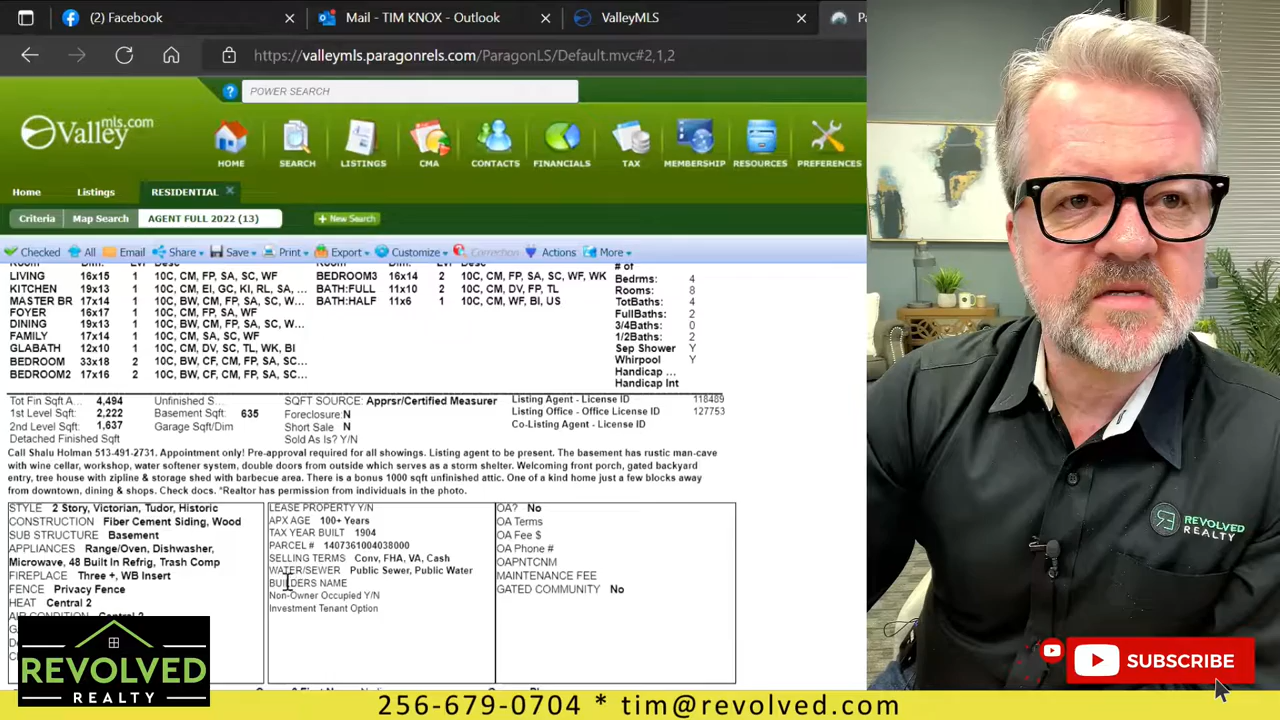 Facebook
Mail - TIM KNOX - Outlook
ValleyMLS
https://valleymls.paragonrels.com/ParagonLS/Default.mvc#2,1,2
POWER SEARCH
Valleymls.com
HOME SEARCH LISTINGS CMA CONTACTS FINANCIALS TAX MEMBERSHIP RESOURCES PREFERENCES
Home Listings RESIDENTIAL
Criteria Map Search AGENT FULL 2022 (13) New Search
Checked All Email Share Save Print Export Customize Correction Actions More
LIVING 16x15 1 10C, CM, FP, SA, SC, WF
KITCHEN 19x13 1 10C, CM, EI, GC, KI, RL, SA, ...
MASTER BR 17x14 1 10C, BW, CM, FP, SA, SC, W...
FOYER 16x17 1 10C, CM, FP, SA, WF
DINING 19x13 1 10C, BW, CM, FP, SA, SC, W...
FAMILY 17x14 1 10C, CM, SA, SC, WF
GLABATH 12x10 1 10C, CM, DV, SC, TL, WK, BI
BEDROOM 33x18 2 10C, BW, CF, CM, FP, SA, SC...
BEDROOM2 17x16 2 10C, BW, CF, CM, FP, SA, SC...
BEDROOM3 16x14 2 10C, CM, FP, SA, SC, WF, WK
BATH:FULL 11x10 2 10C, CM, DV, FP, TL
BATH:HALF 11x6 1 10C, CM, WF, BI, US
# of
Bedrms: 4
Rooms: 8
TotBaths: 4
FullBaths: 2
3/4Baths: 0
1/2Baths: 2
Sep Shower Y
Whirpool Y
Handicap ...
Handicap Int
Tot Fin Sqft A... 4,494
1st Level Sqft: 2,222
2nd Level Sqft: 1,637
Detached Finished Sqft
Unfinished S...
Basement Sqft: 635
Garage Sqft/Dim
SQFT SOURCE: Apprsr/Certified Measurer
Foreclosure: N
Short Sale N
Sold As Is? Y/N
Listing Agent - License ID 118489
Listing Office - Office License ID 127753
Co-Listing Agent - License ID
Call Shalu Holman 513-491-2731. Appointment only! Pre-approval required for all showings. Listing agent to be present. The basement has rustic man-cave
with wine cellar, workshop, water softener system, double doors from outside which serves as a storm shelter. Welcoming front porch, gated backyard
entry, tree house with zipline & storage shed with barbecue area. There is a bonus 1000 sqft unfinished attic. One of a kind home just a few blocks away
from downtown, dining & shops. Check docs. *Realtor has permission from individuals in the photo.
STYLE 2 Story, Victorian, Tudor, Historic
CONSTRUCTION Fiber Cement Siding, Wood
SUB STRUCTURE Basement
APPLIANCES Range/Oven, Dishwasher,
Microwave, 48 Built In Refrig, Trash Comp
FIREPLACE Three +, WB Insert
FENCE Privacy Fence
HEAT Central 2
LEASE PROPERTY Y/N
APX AGE 100+ Years
TAX YEAR BUILT 1904
PARCEL # 1407361004038000
SELLING TERMS Conv, FHA, VA, Cash
WATER/SEWER Public Sewer, Public Water
BUILDERS NAME
Non-Owner Occupied Y/N
Investment Tenant Option
OA? No
OA Terms
OA Fee $
OA Phone #
OAPNTCNM
MAINTENANCE FEE
GATED COMMUNITY No
REVOLVED
REALTY
REVOLVED
REALTY
SUBSCRIBE
256-679-0704 * tim@revolved.com